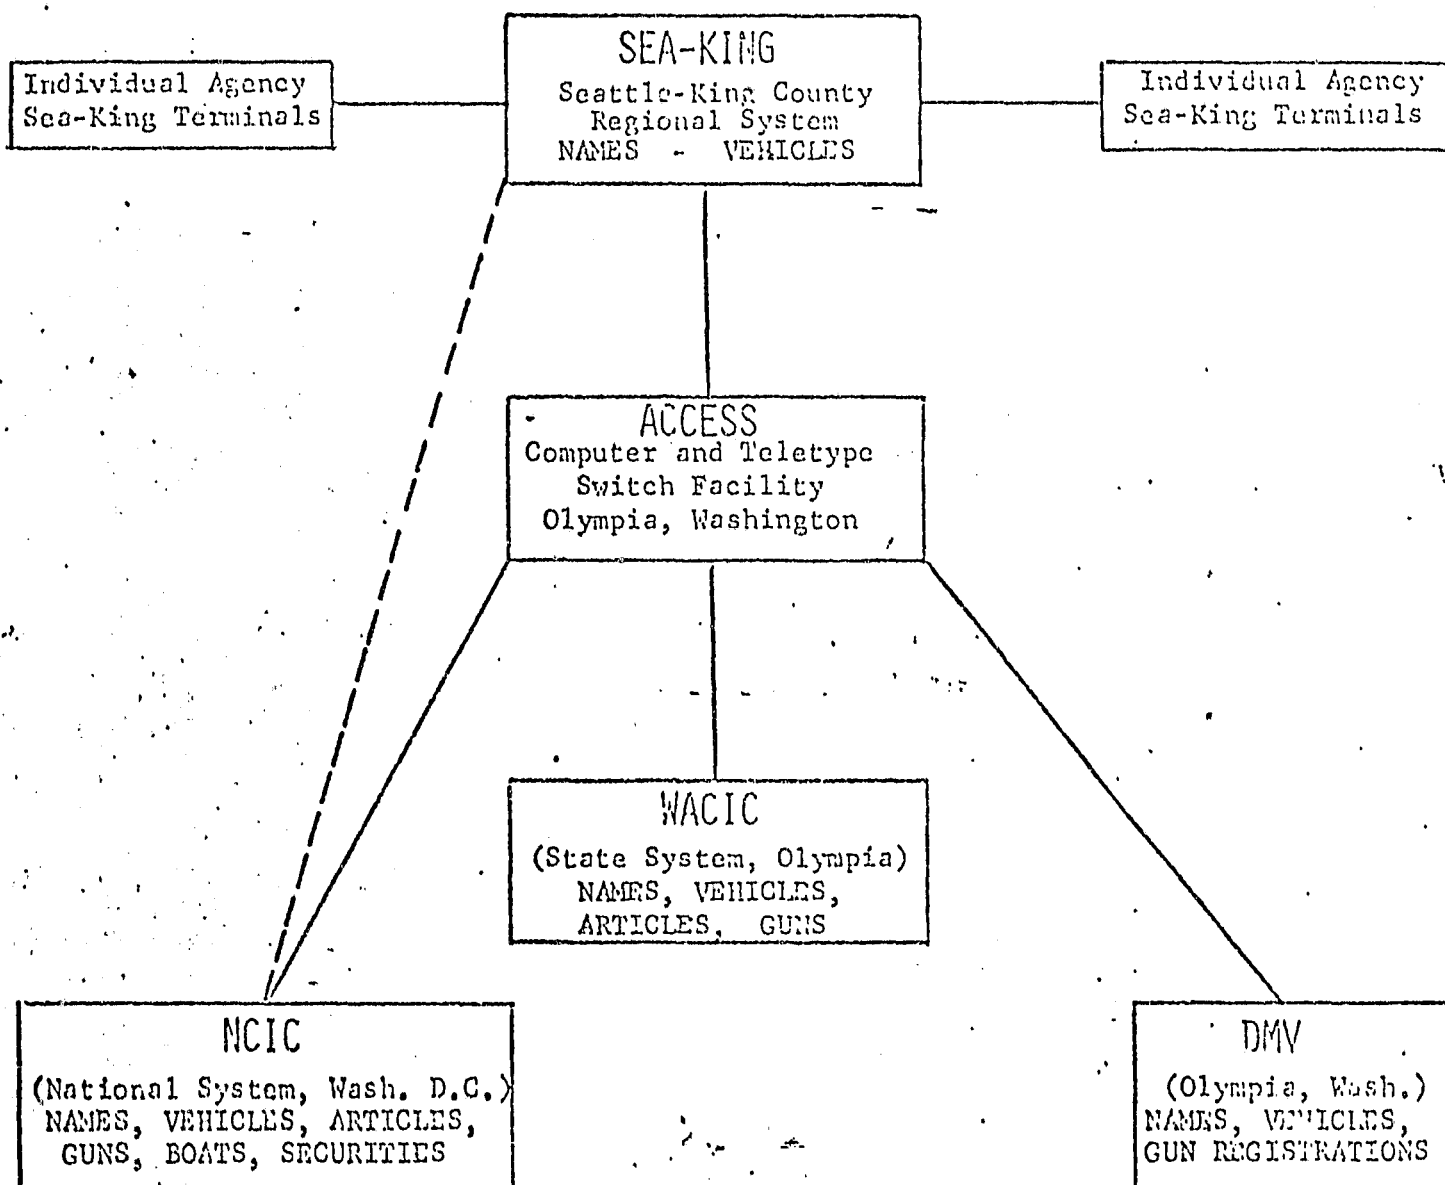 SEA-KING
Seattle-King County
Regional System
NAMES - VEHICLES
Individual Agency
Sea-King Terminals
Individual Agency
Sea-King Terminals
ACCESS
Computer and Teletype
Switch Facility
Olympia, Washington
WACIC
(State System, Olympia)
NAMES, VEHICLES,
ARTICLES, GUNS
NCIC
(National System, Wash. D.C.)
NAMES, VEHICLES, ARTICLES,
GUNS, BOATS, SECURITIES
DMV
(Olympia, Wash.)
NAMES, VEHICLES,
GUN REGISTRATIONS